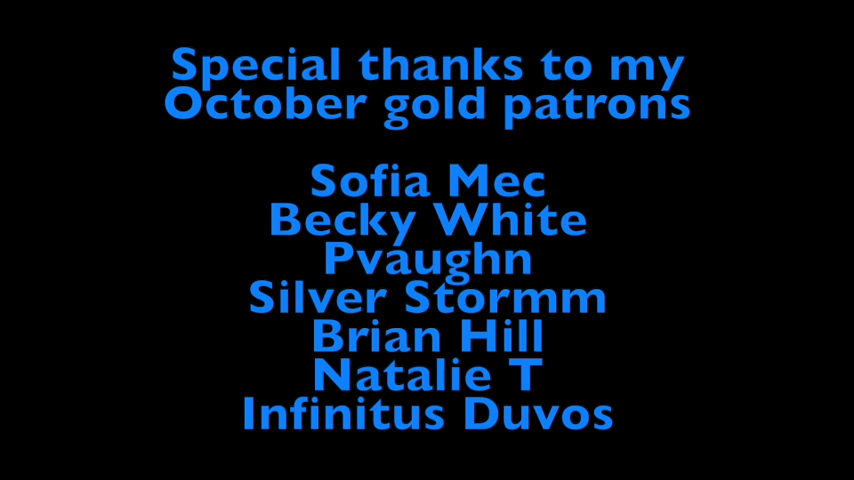 Special thanks to my
October gold patrons
Sofia Mec
Becky White
Pvaughn
Silver Stormm
Brian Hill
Natalie T
Infinitus Duvos